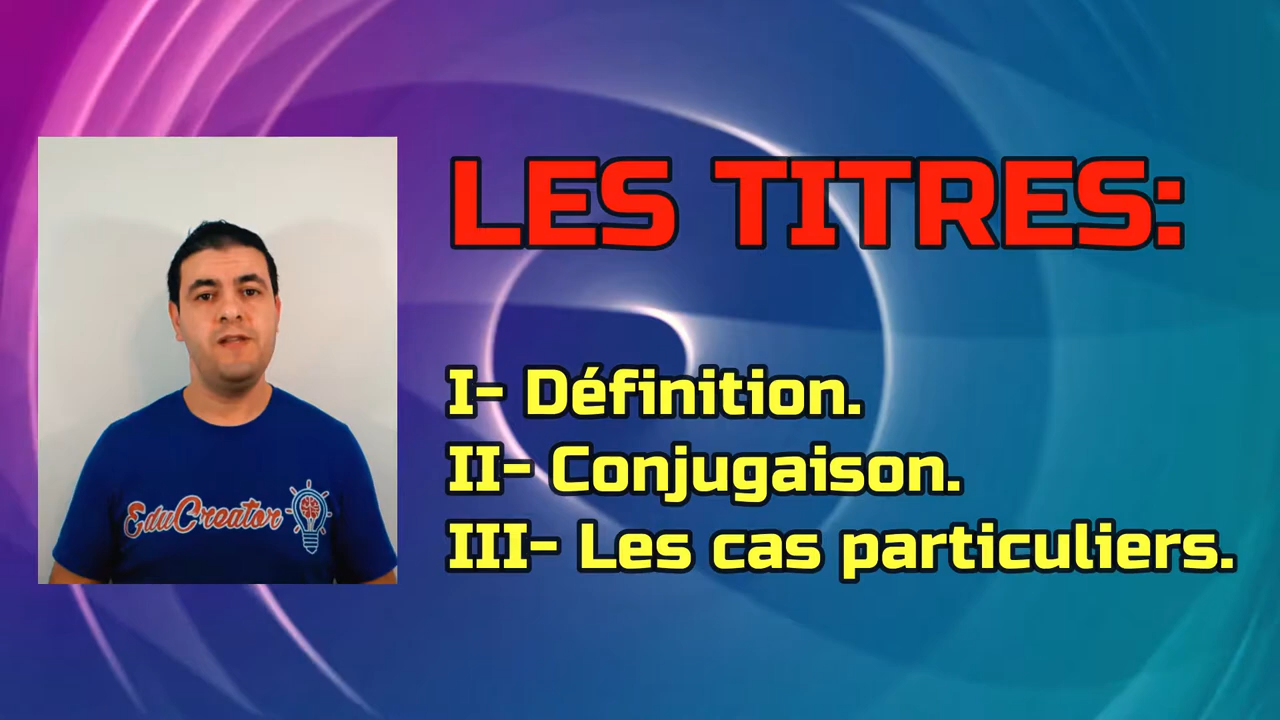 LES TITRES:
I- Définition.
II- Conjugaison.
III- Les cas particuliers.
EduCreator